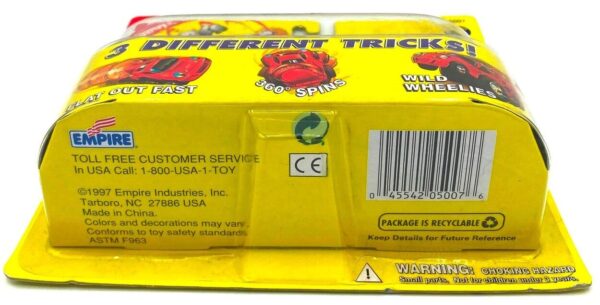 3 DIFFERENT TRICKS!
FLAT OUT FAST
360° SPINS
WILD
WHEELIES
EMPIRE
TOLL FREE CUSTOMER SERVICE
In USA Call: 1-800-USA-1-TOY
©1997 Empire Industries, Inc.
Tarboro, NC 27886 USA
Made in China.
Colors and decorations may vary.
Conforms to toy safety standards
ASTM F963
CE
0 45542 05007 6
PACKAGE IS RECYCLABLE
Keep Details for Future Reference
WARNING: CHOKING HAZARD
Small parts. Not for children under 3 years.